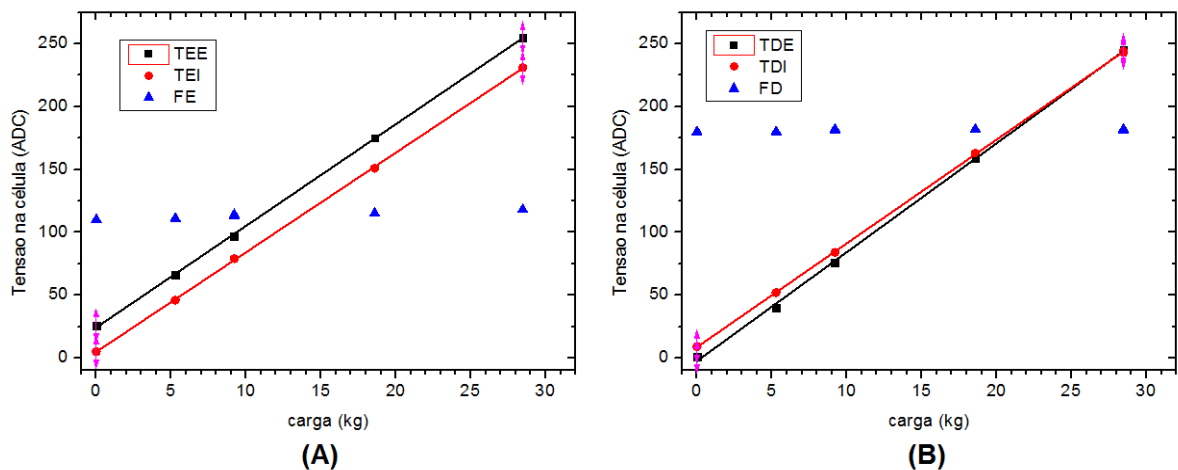 250
200
150
100
50
0
Tensao na célula (ADC)
TEE
TEI
FE
0 5 10 15 20 25 30
carga (kg)
(A)
250
200
150
100
50
0
Tensao na célula (ADC)
TDE
TDI
FD
0 5 10 15 20 25 30
carga (kg)
(B)